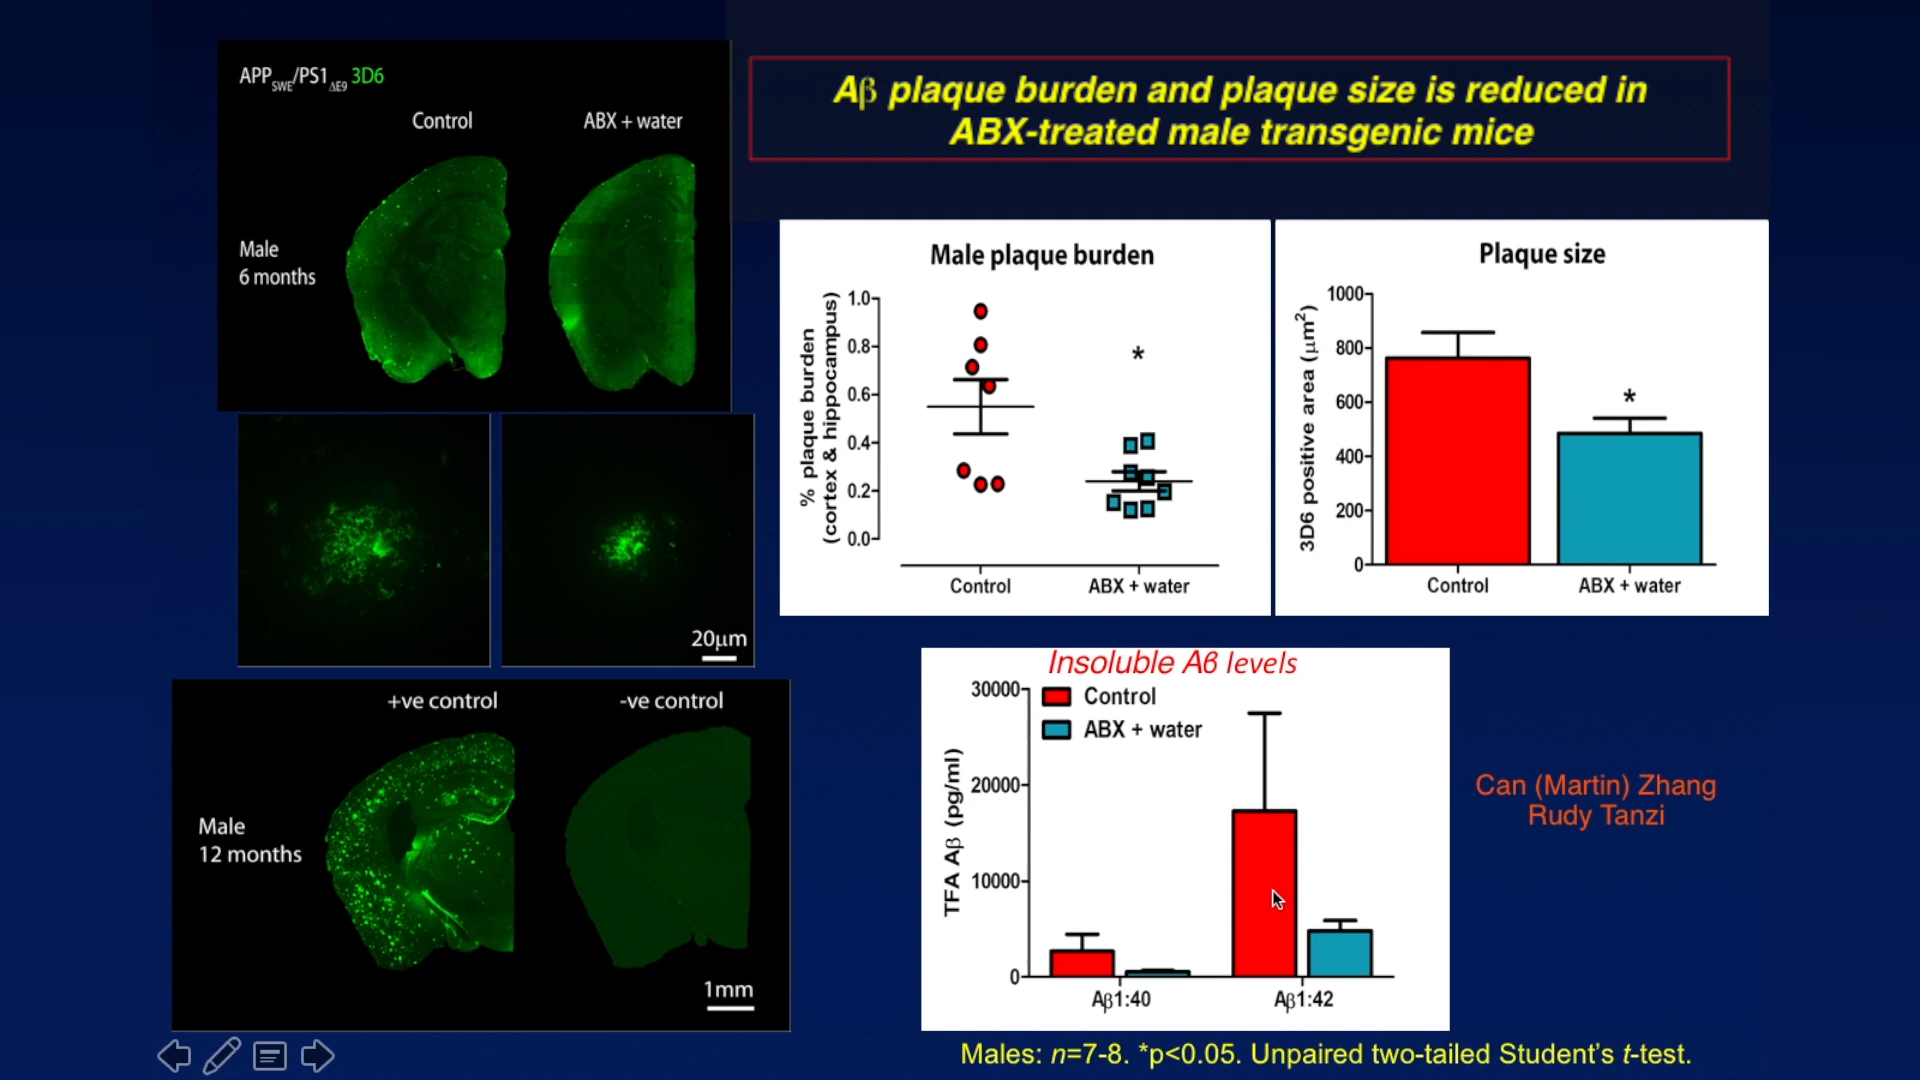 APPSWE/PS1ΔE9 3D6
Control
ABX + water
Male
6 months
20μm
+ve control
-ve control
Male
12 months
1mm
Aβ plaque burden and plaque size is reduced in
ABX-treated male transgenic mice
Male plaque burden
% plaque burden
(cortex & hippocampus)
1.0
0.8
0.6
0.4
0.2
0.0
*
Control
ABX + water
Plaque size
3D6 positive area (μm²)
1000
800
600
400
200
0
*
Control
ABX + water
Insoluble Aβ levels
Control
ABX + water
TFA Aβ (pg/ml)
30000
20000
10000
0
Aβ1:40
Aβ1:42
Can (Martin) Zhang
Rudy Tanzi
Males: n=7-8. *p<0.05. Unpaired two-tailed Student’s t-test.